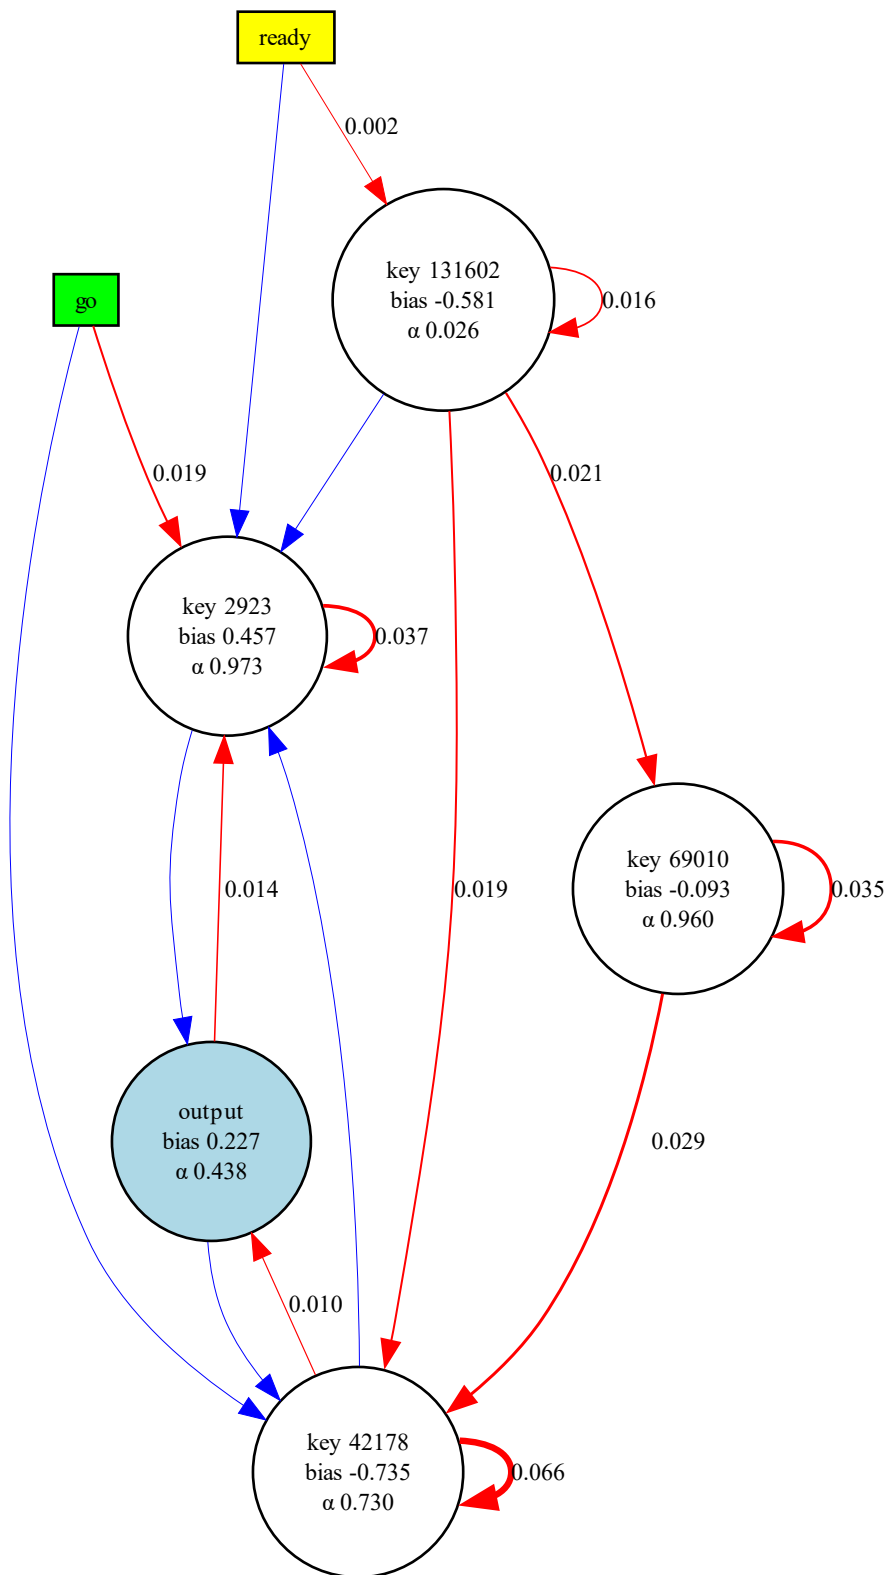 ready
0.002
key 131602
bias -0.581
α 0.026
0.016
go
0.019
0.021
key 2923
bias 0.457
α 0.973
0.037
key 69010
bias -0.093
α 0.960
0.035
0.014
0.019
output
bias 0.227
α 0.438
0.029
0.010
key 42178
bias -0.735
α 0.730
0.066